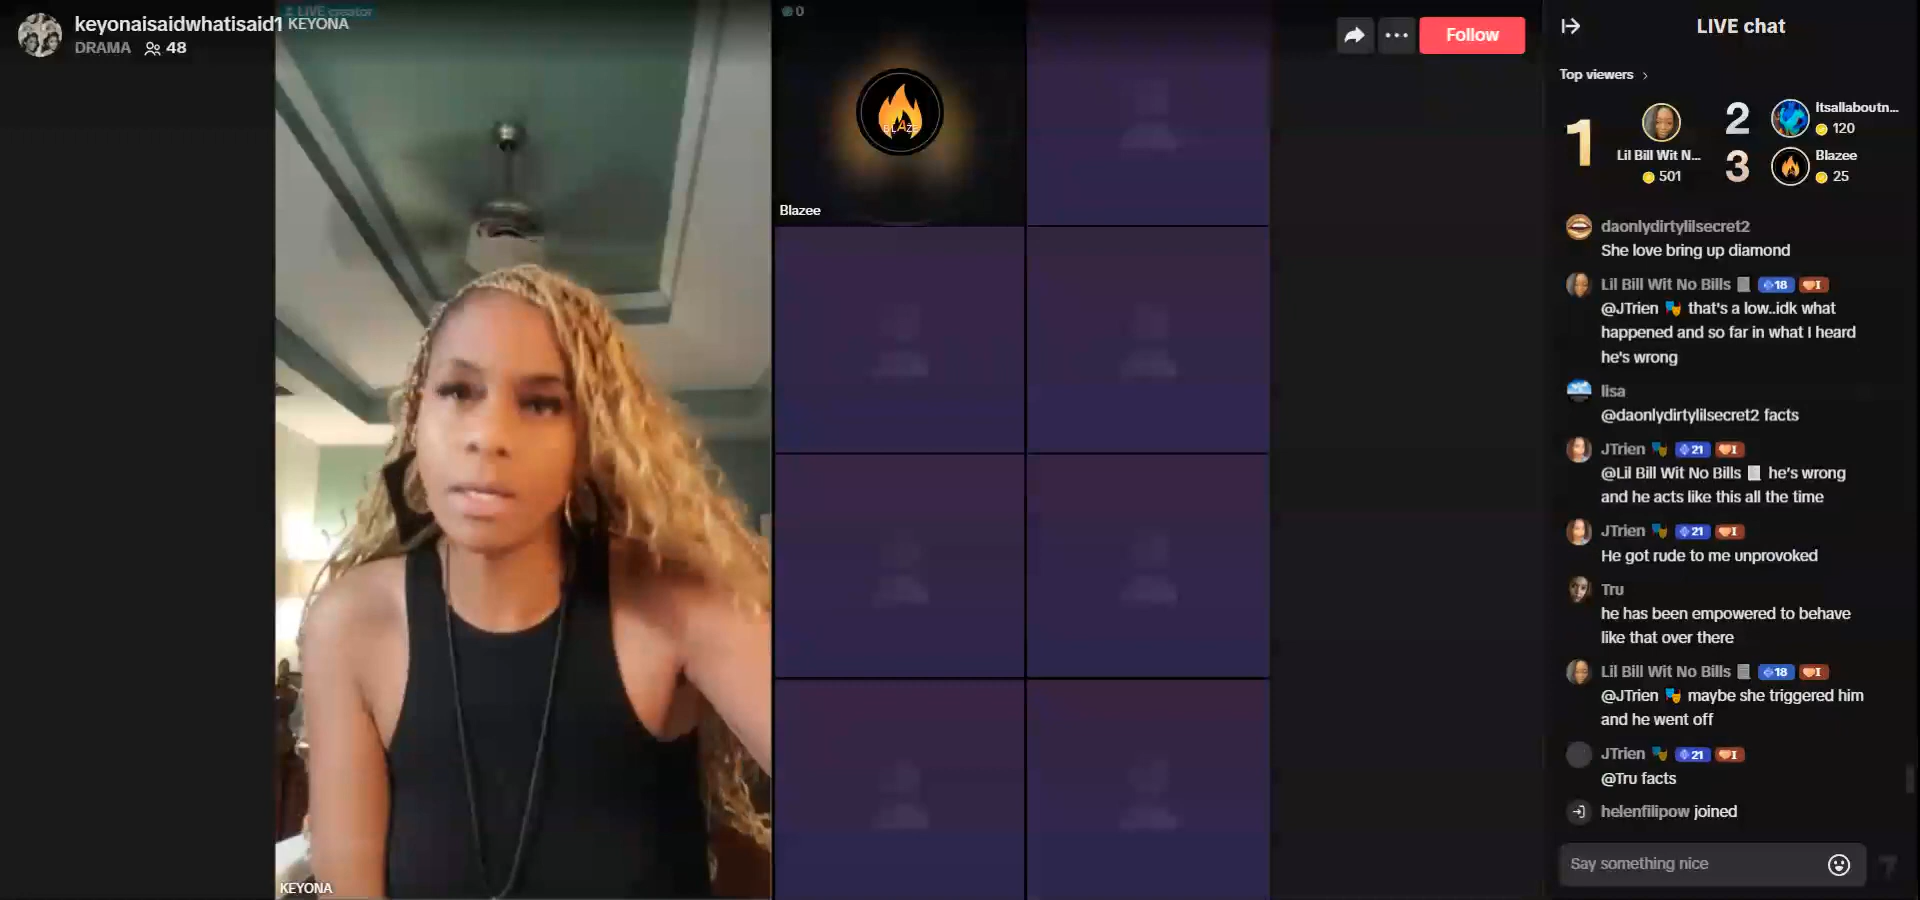 keyonaisaidwhatisaid1
DRAMA 48
LIVE creator
KEYONA
0
BLAZE
Blazee
KEYONA
Follow
LIVE chat
Top viewers
1
Lil Bill Wit N...
501
2
Itsallaboutn...
120
3
Blazee
25
daonlydirtylilsecret2
She love bring up diamond
Lil Bill Wit No Bills 18 I
@JTrien that's a low..idk what
happened and so far in what I heard
he's wrong
lisa
@daonlydirtylilsecret2 facts
JTrien 21 I
@Lil Bill Wit No Bills he's wrong
and he acts like this all the time
JTrien 21 I
He got rude to me unprovoked
Tru
he has been empowered to behave
like that over there
Lil Bill Wit No Bills 18 I
@JTrien maybe she triggered him
and he went off
JTrien 21 I
@Tru facts
helenfilipow joined
Say something nice